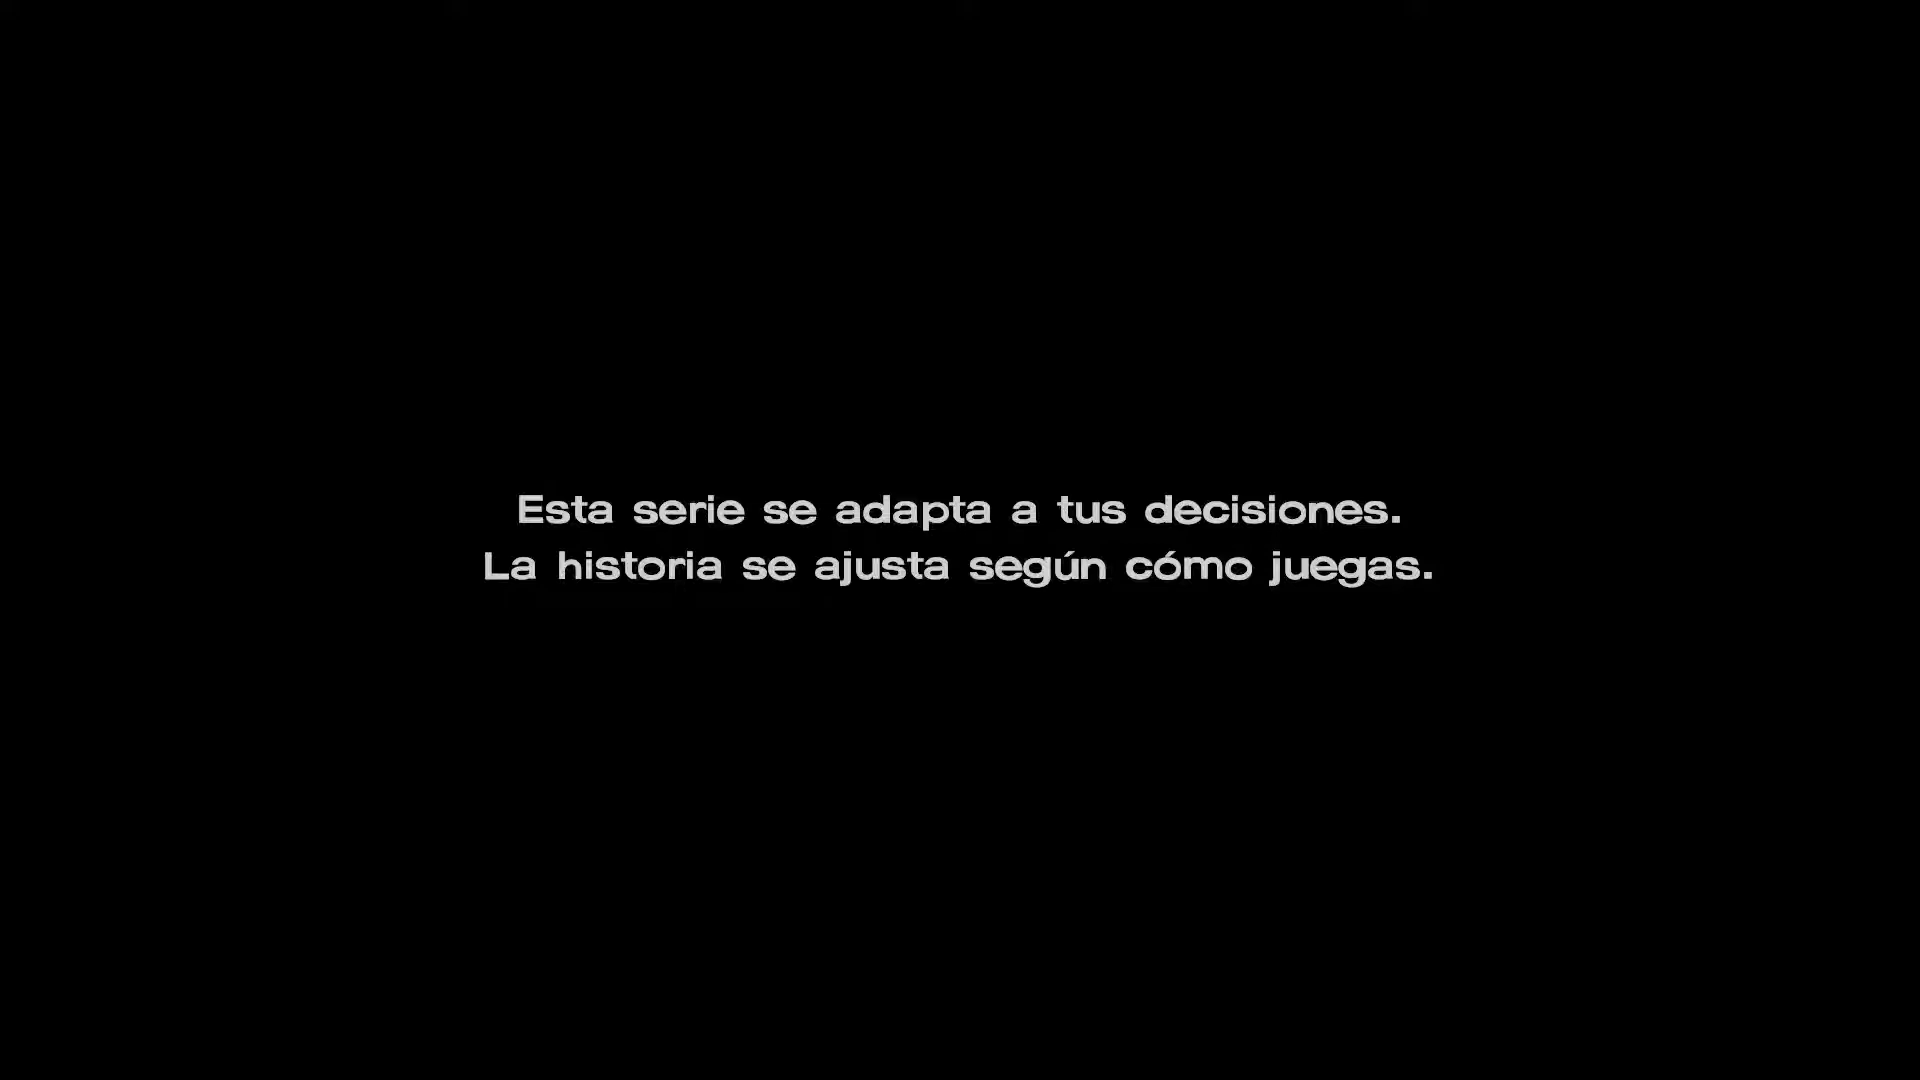 Esta serie se adapta a tus decisiones.
La historia se ajusta según cómo juegas.